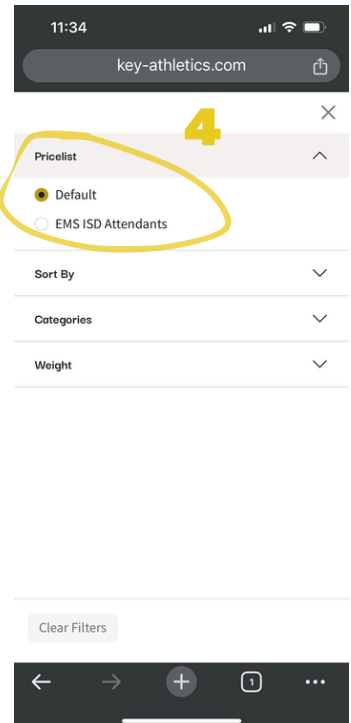 11:34
key-athletics.com
4
Pricelist
Default
EMS ISD Attendants
Sort By
Categories
Weight
Clear Filters
1